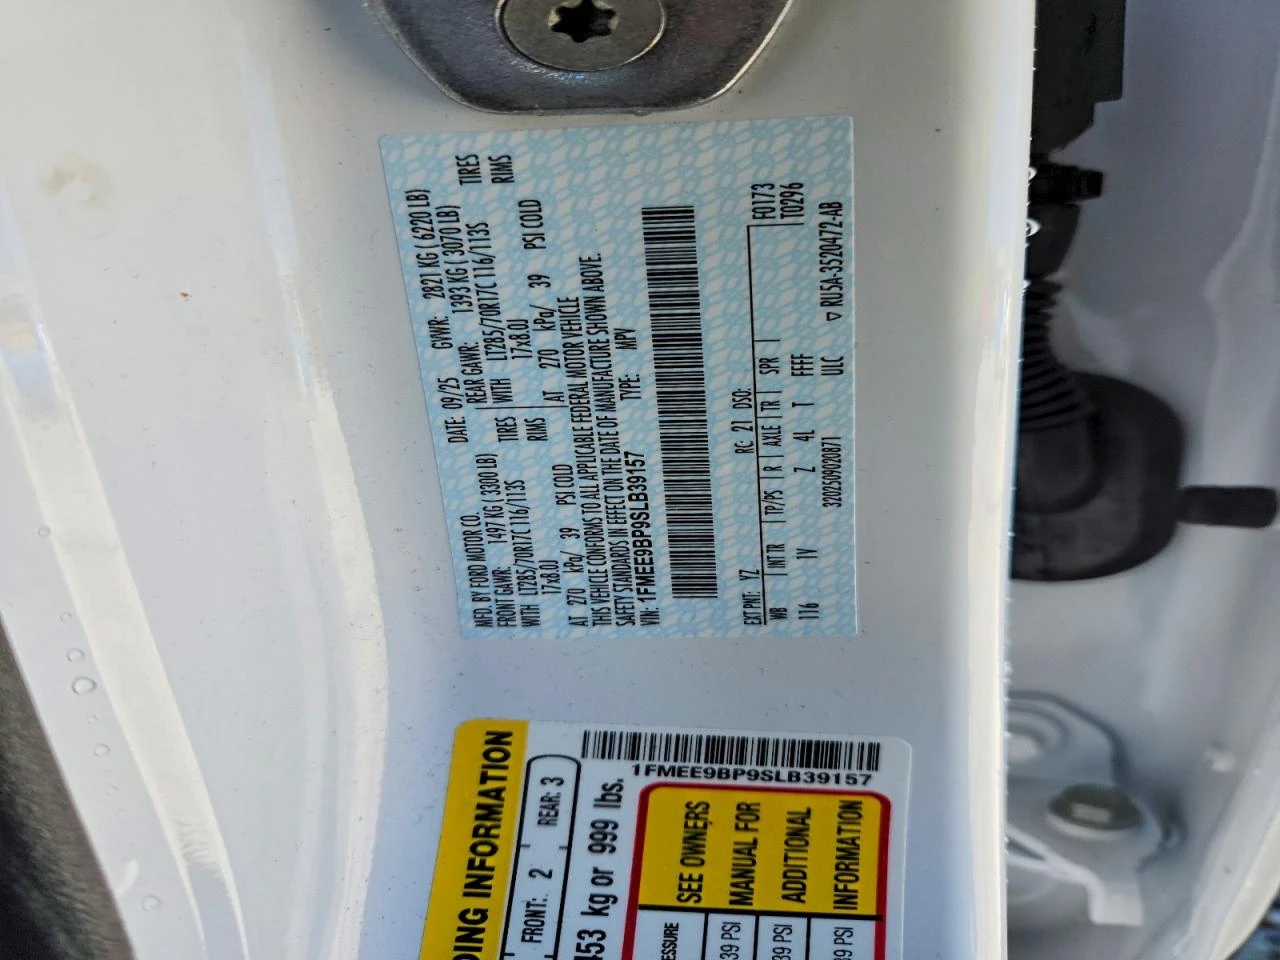 MFD. BY FORD MOTOR CO. DATE: 09/25 GVWR: 2821 KG ( 6220 LB)
FRONT GAWR: 1497 KG ( 3300 LB) REAR GAWR: 1393 KG ( 3070 LB)
WITH LT285/70R17C 116/113S TIRES WITH LT285/70R17C 116/113S TIRES
17x8.0J RIMS 17x8.0J RIMS
AT 270 kPa/ 39 PSI COLD AT 270 kPa/ 39 PSI COLD
THIS VEHICLE CONFORMS TO ALL APPLICABLE FEDERAL MOTOR VEHICLE
SAFETY STANDARDS IN EFFECT ON THE DATE OF MANUFACTURE SHOWN ABOVE.
VIN: 1FMEE9BP9SLB39157 TYPE: MPV
F0173
EXT PNT: YZ RC: 21 DSO: T0296
WB INT TR TP/PS R AXLE TR SPR
116 1V Z 4L T FFFF
3202509020871 ULC ▽ RU5A-3520472-AB
DING INFORMATION
FRONT: 2 REAR: 3
453 kg or 999 lbs.
1FMEE9BP9SLB39157
SEE OWNERS
MANUAL FOR
ADDITIONAL
INFORMATION
39 PSI
39 PSI
39 PSI